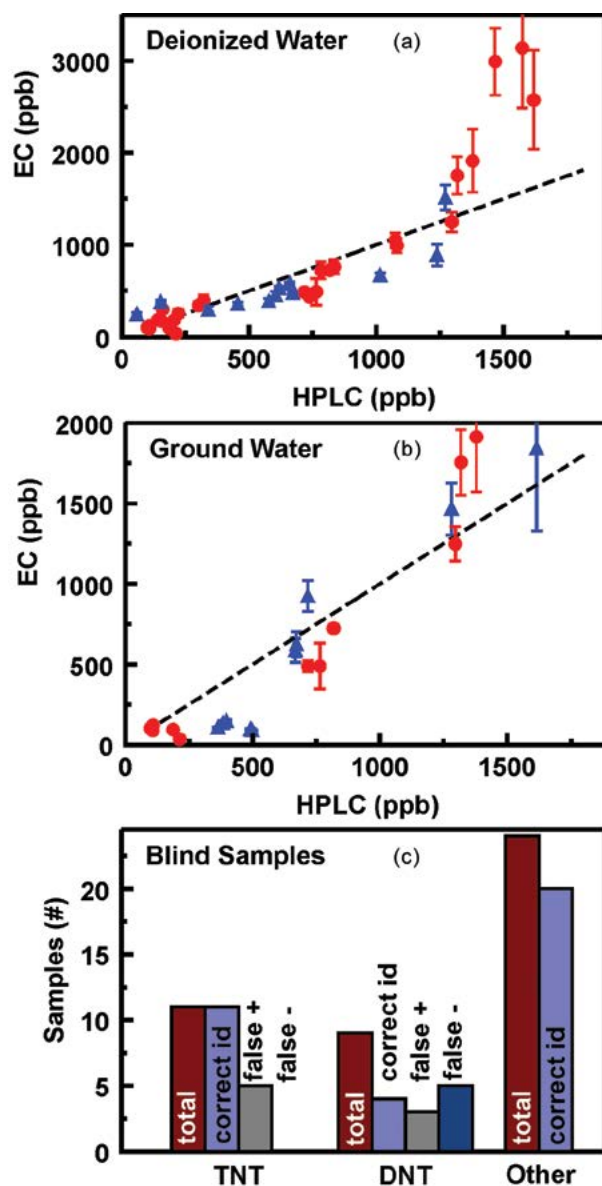 Deionized Water (a)
3000
2000
1000
0
EC (ppb)
0 500 1000 1500
HPLC (ppb)
Ground Water (b)
2000
1500
1000
500
0
EC (ppb)
0 500 1000 1500
HPLC (ppb)
Blind Samples (c)
20
15
10
5
0
Samples (#)
total
correct id
false +
false -
total
correct id
false +
false -
total
correct id
TNT DNT Other